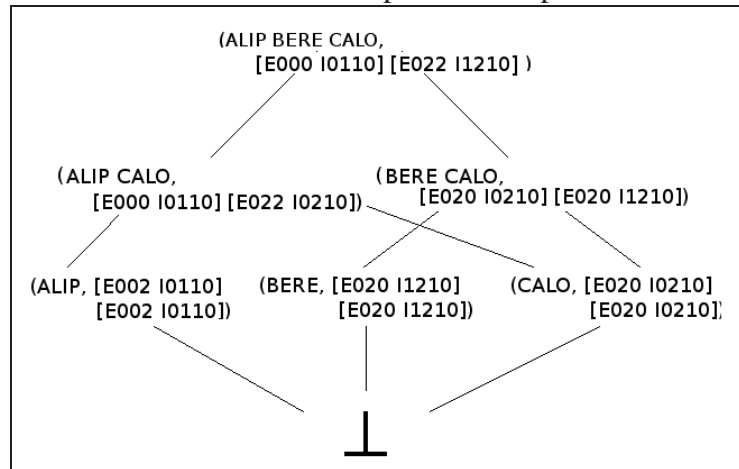 (ALIP BERE CALO,
[E000 I0110] [E022 I1210] )
(ALIP CALO,
[E000 I0110] [E022 I0210])
(BERE CALO,
[E020 I0210] [E020 I1210])
(ALIP, [E002 I0110]
[E002 I0110])
(BERE, [E020 I1210]
[E020 I1210])
(CALO, [E020 I0210]
[E020 I0210])